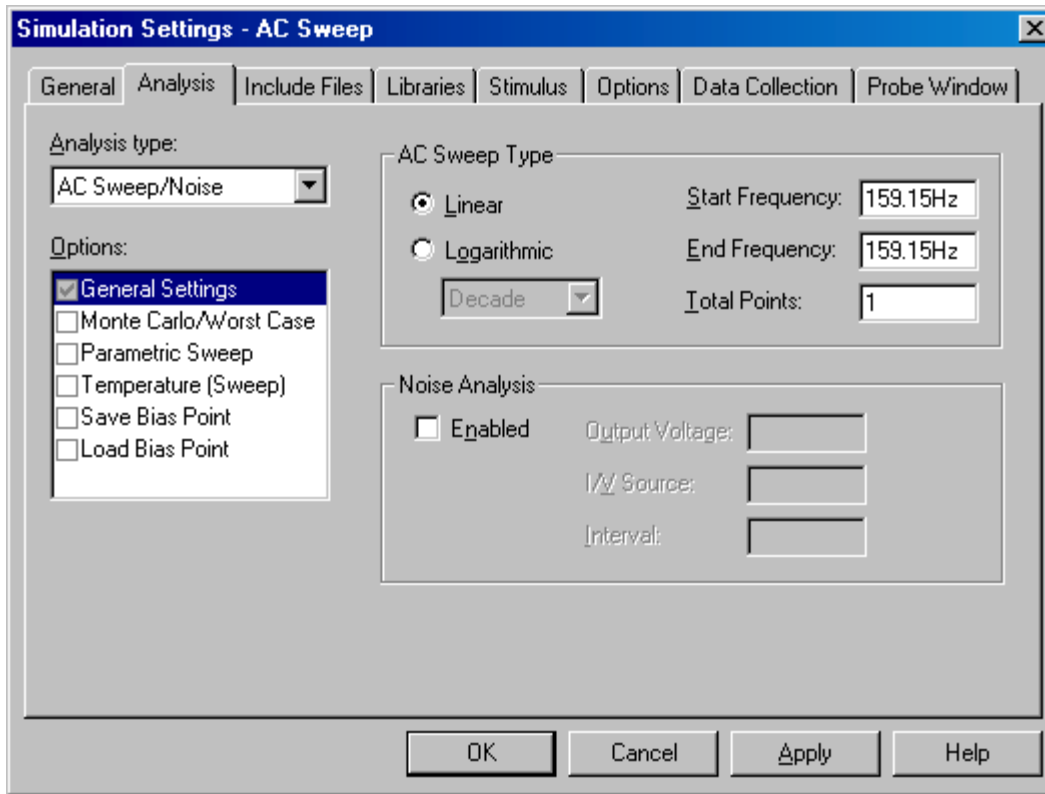 Simulation Settings - AC Sweep
General Analysis Include Files Libraries Stimulus Options Data Collection Probe Window
Analysis type:
AC Sweep/Noise
Options:
General Settings
Monte Carlo/Worst Case
Parametric Sweep
Temperature (Sweep)
Save Bias Point
Load Bias Point
AC Sweep Type
Linear
Logarithmic
Decade
Start Frequency: 159.15Hz
End Frequency: 159.15Hz
Total Points: 1
Noise Analysis
Enabled
Output Voltage:
I/V Source:
Interval:
OK Cancel Apply Help